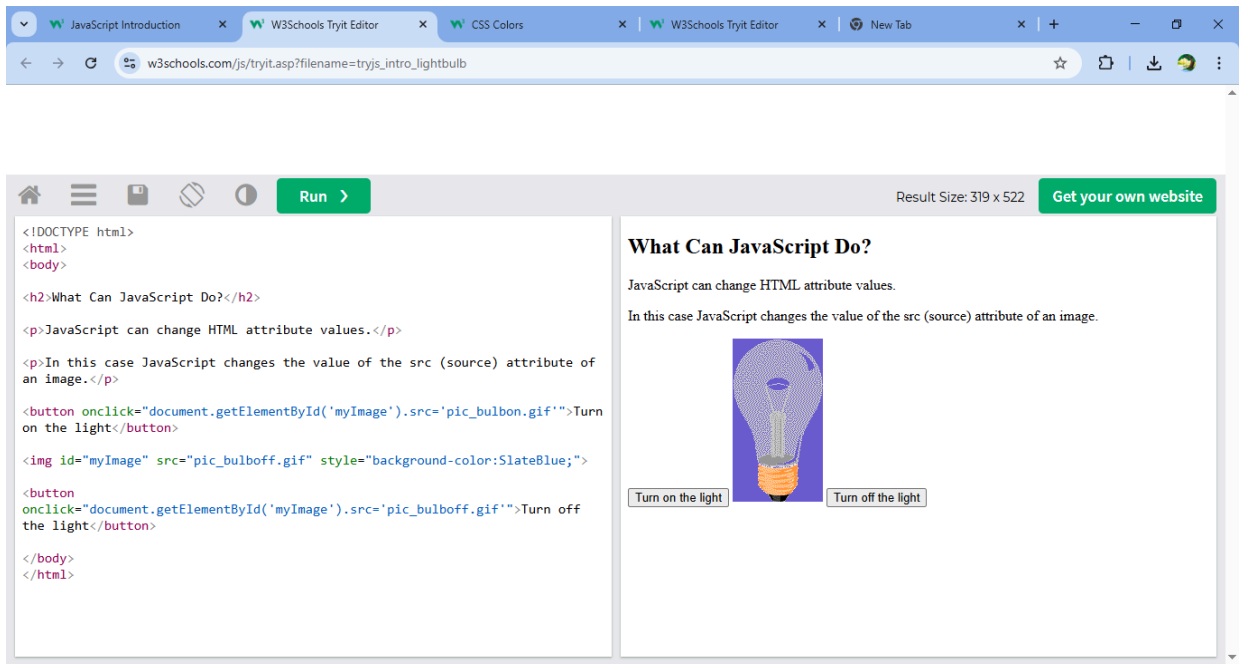 JavaScript Introduction
W3Schools Tryit Editor
CSS Colors
W3Schools Tryit Editor
New Tab
w3schools.com/js/tryit.asp?filename=tryjs_intro_lightbulb
Run ❯
Result Size: 319 x 522
Get your own website
<!DOCTYPE html>
<html>
<body>
<h2>What Can JavaScript Do?</h2>
<p>JavaScript can change HTML attribute values.</p>
<p>In this case JavaScript changes the value of the src (source) attribute of
an image.</p>
<button onclick="document.getElementById('myImage').src='pic_bulbon.gif'">Turn
on the light</button>
<img id="myImage" src="pic_bulboff.gif" style="background-color:SlateBlue;">
<button
onclick="document.getElementById('myImage').src='pic_bulboff.gif'">Turn off
the light</button>
</body>
</html>
What Can JavaScript Do?
JavaScript can change HTML attribute values.
In this case JavaScript changes the value of the src (source) attribute of an image.
Turn on the light
Turn off the light